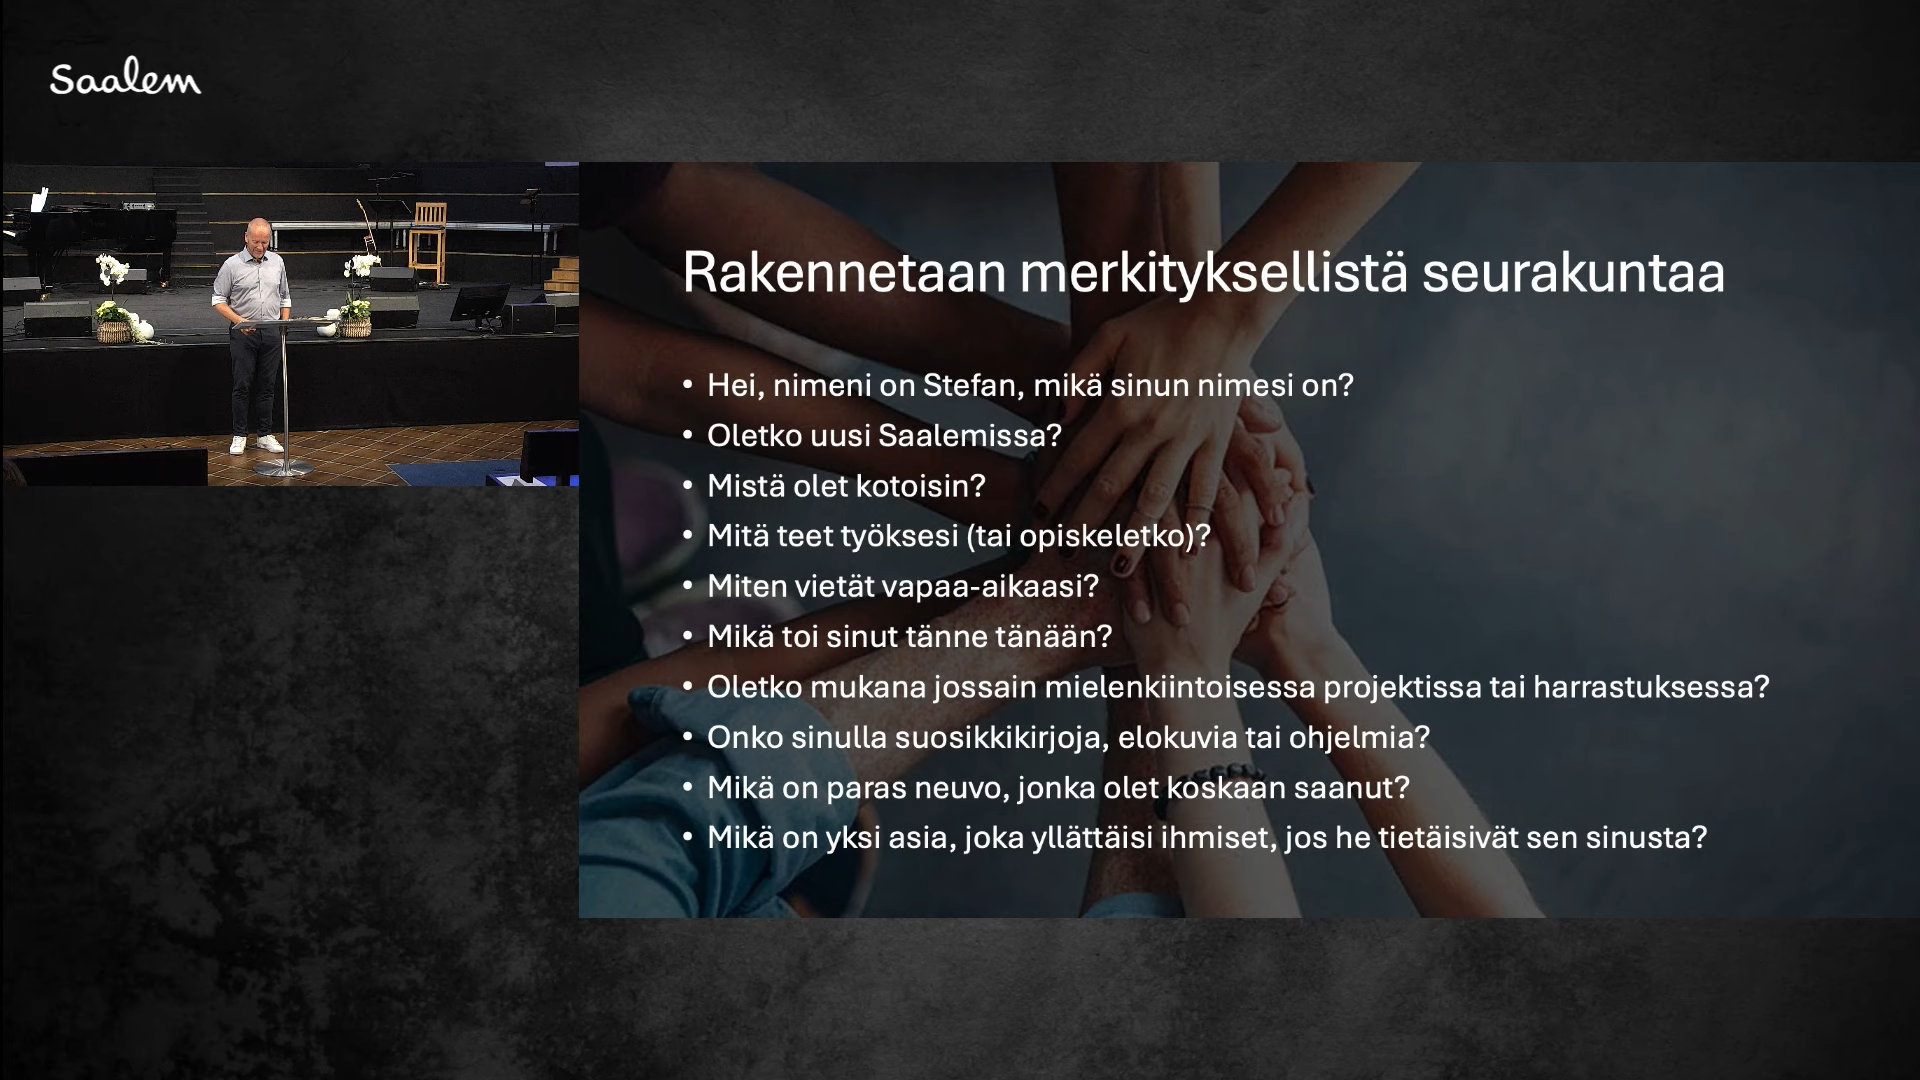 Saalem
Rakennetaan merkityksellistä seurakuntaa
• Hei, nimeni on Stefan, mikä sinun nimesi on?
• Oletko uusi Saalemissa?
• Mistä olet kotoisin?
• Mitä teet työksesi (tai opiskeletko)?
• Miten vietät vapaa-aikaasi?
• Mikä toi sinut tänne tänään?
• Oletko mukana jossain mielenkiintoisessa projektissa tai harrastuksessa?
• Onko sinulla suosikkikirjoja, elokuvia tai ohjelmia?
• Mikä on paras neuvo, jonka olet koskaan saanut?
• Mikä on yksi asia, joka yllättäisi ihmiset, jos he tietäisivät sen sinusta?